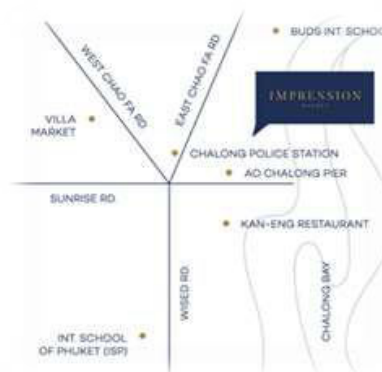 BUDS INT SCHOO
WEST CHAO FA RD
EAST CHAO FA RD
IMPRENSION
VILLA
MARKET
CHALONG POLICE STATION
AO CHALONG PIER
SUNRISE RD
KAN-ENG RESTAURANT
WISED RD.
CHALONG BAY
INT SCHOOL
OF PHUKET (ISP)